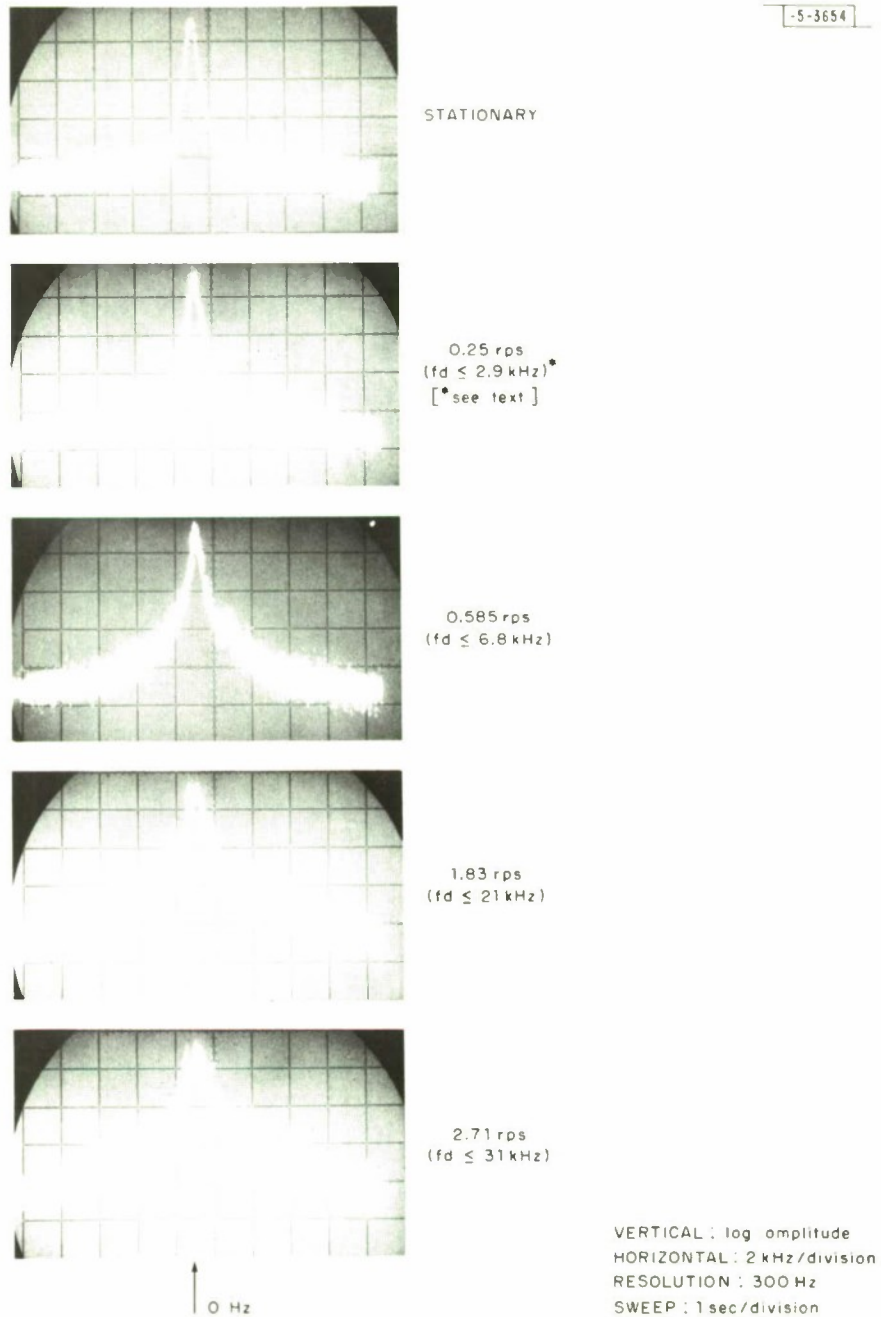 -5-3654
STATIONARY
0.25 rps
(fd ≤ 2.9 kHz)*
[*see text]
0.585 rps
(fd ≤ 6.8 kHz)
1.83 rps
(fd ≤ 21 kHz)
2.71 rps
(fd ≤ 31 kHz)
0 Hz
VERTICAL : log omplitude
HORIZONTAL : 2 kHz/division
RESOLUTION : 300 Hz
SWEEP : 1 sec/division